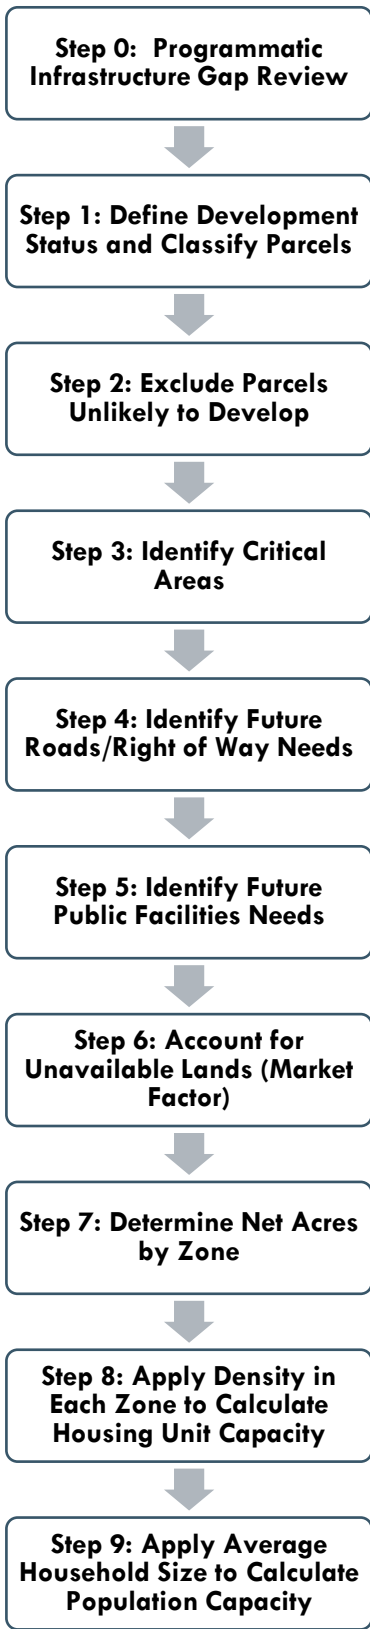 Step 0:  Programmatic
Infrastructure Gap Review
Step 1: Define Development
Status and Classify Parcels
Step 2: Exclude Parcels
Unlikely to Develop
Step 3: Identify Critical
Areas
Step 4: Identify Future
Roads/Right of Way Needs
Step 5: Identify Future
Public Facilities Needs
Step 6: Account for
Unavailable Lands (Market
Factor)
Step 7: Determine Net Acres
by Zone
Step 8: Apply Density in
Each Zone to Calculate
Housing Unit Capacity
Step 9: Apply Average
Household Size to Calculate
Population Capacity